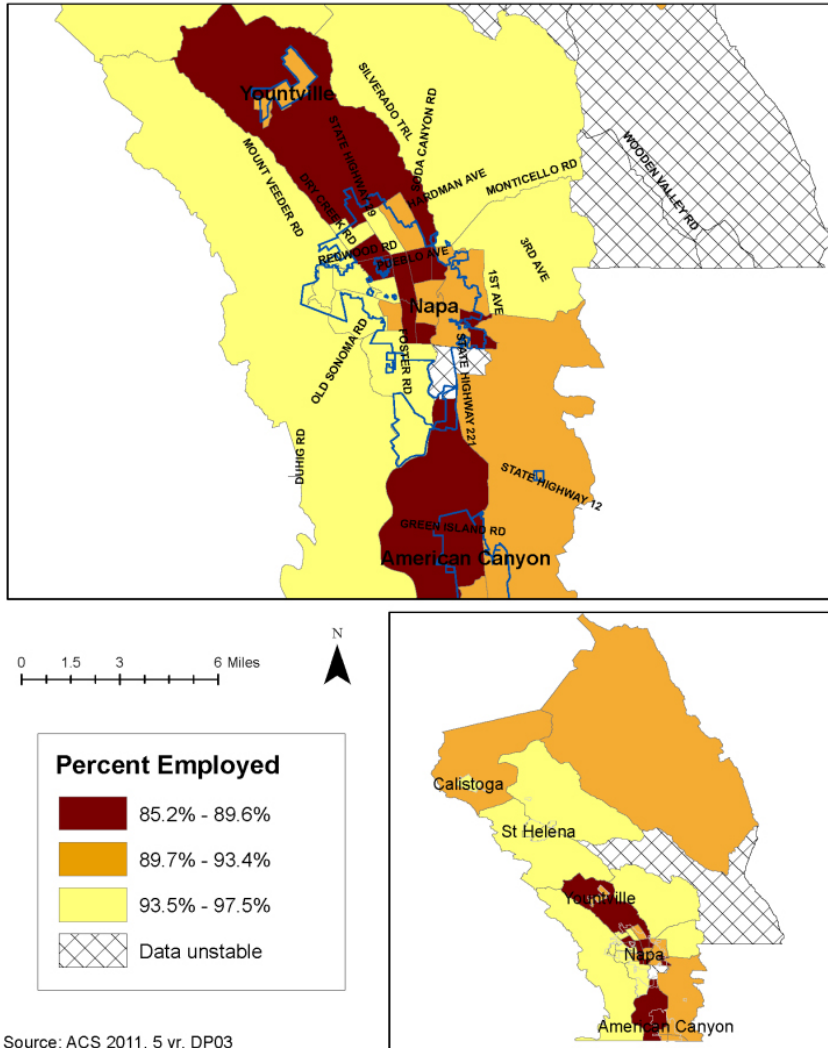 Yountville
SILVERADO TRL
SODA CANYON RD
STATE HIGHWAY 29
MOUNT VEEDER RD
DRY CREEK RD
HARDMAN AVE
MONTICELLO RD
WOODEN VALLEY RD
REDWOOD RD
PUEBLO AVE
3RD AVE
1ST AVE
Napa
OLD SONOMA RD
FOSTER RD
STATE HIGHWAY 221
DUHIG RD
STATE HIGHWAY 12
GREEN ISLAND RD
American Canyon
0 1.5 3 6 Miles
N
Percent Employed
85.2% - 89.6%
89.7% - 93.4%
93.5% - 97.5%
Data unstable
Calistoga
St Helena
Yountville
Napa
American Canyon
Source: ACS 2011, 5 yr, DP03